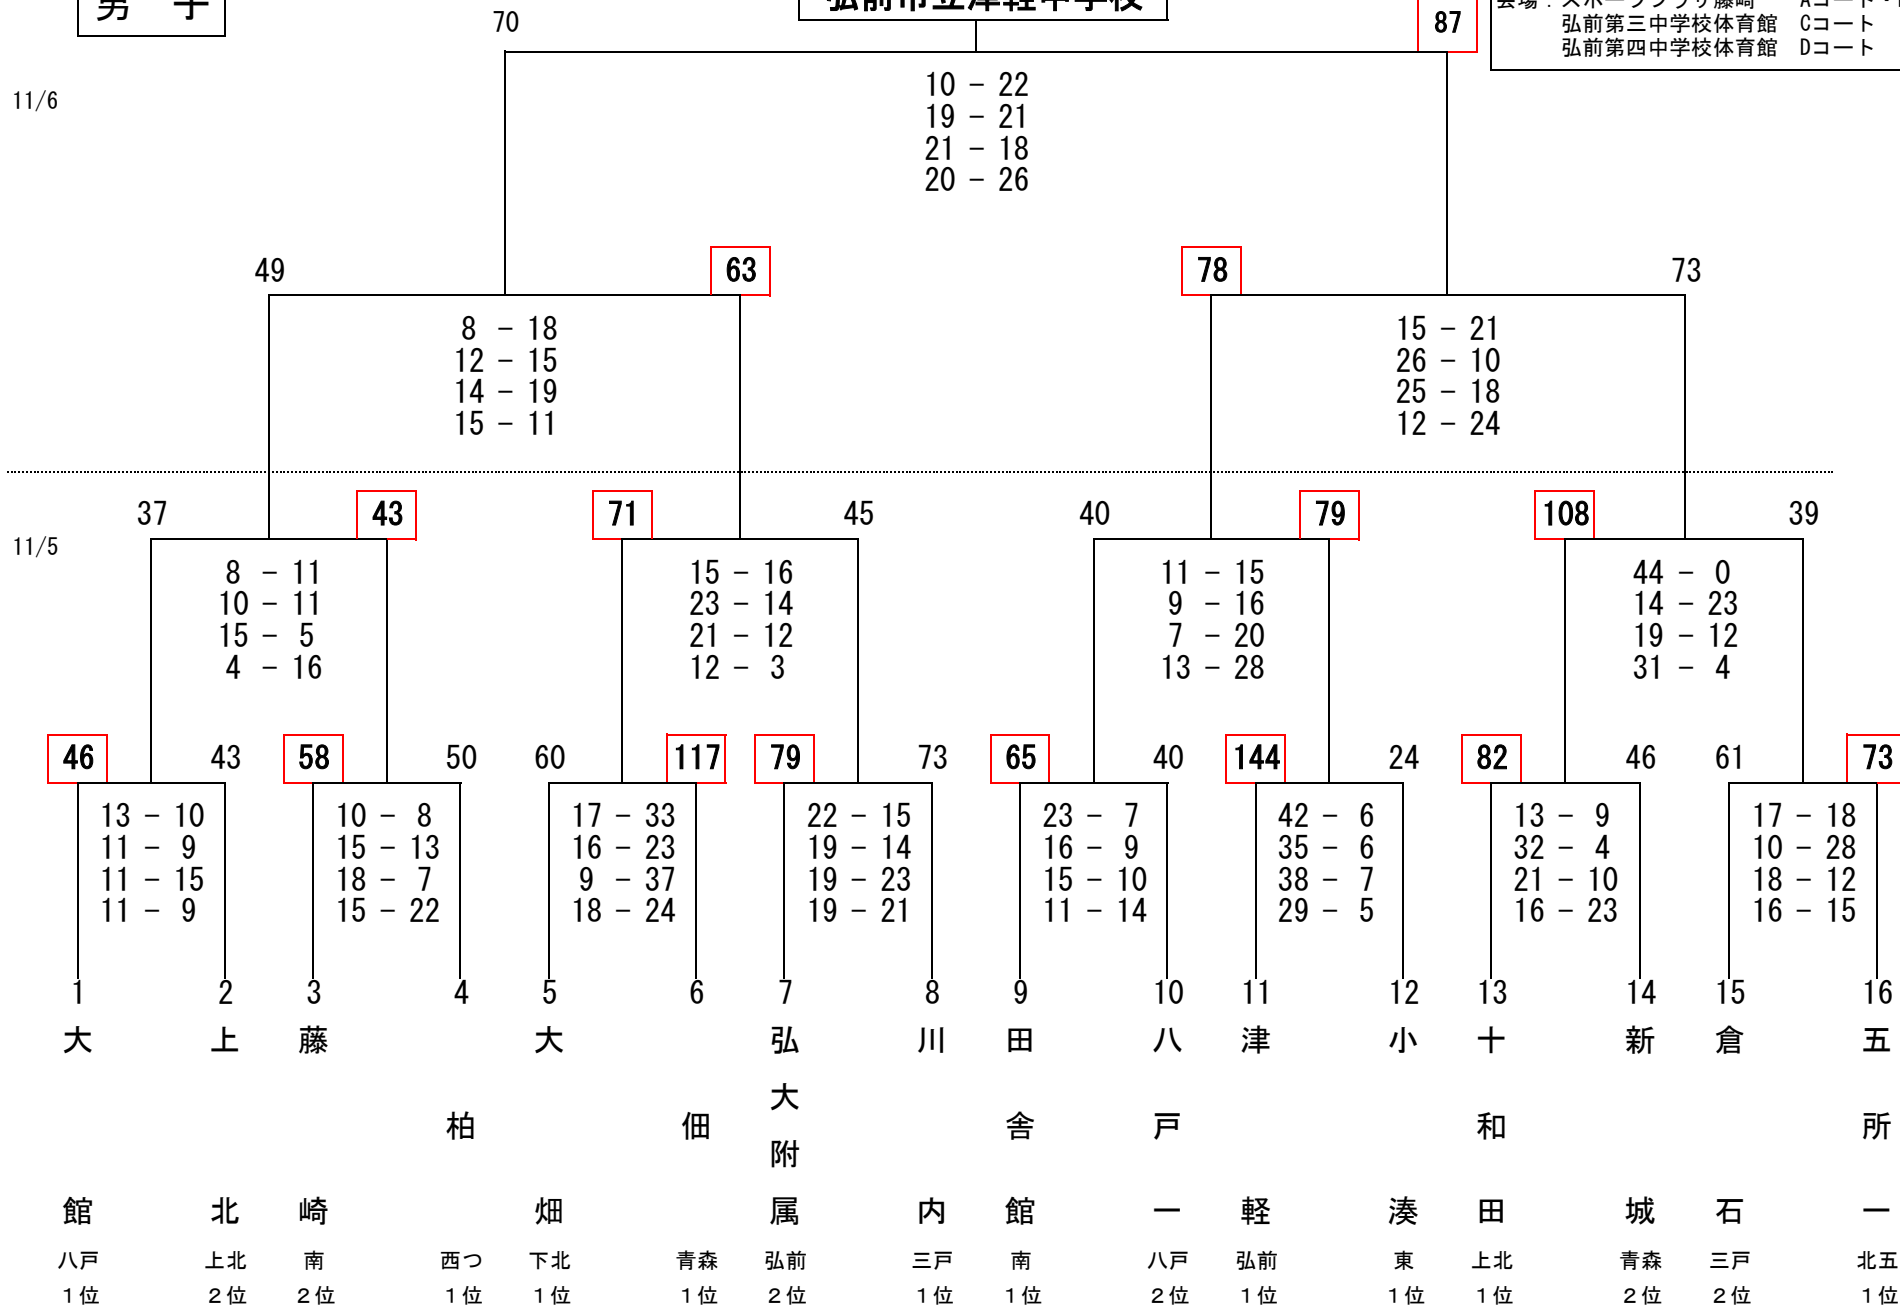 男　子
弘前市立津軽中学校
会場：スポーツプラザ藤崎　Aコート・
弘前第三中学校体育館　Cコート
弘前第四中学校体育館　Dコート
70 87
11/6
10 - 22
19 - 21
21 - 18
20 - 26
49 63 78 73
8 - 18 15 - 21
12 - 15 26 - 10
14 - 19 25 - 18
15 - 11 12 - 24
37 43 71 45 40 79 108 39
11/5
8 - 11 15 - 16 11 - 15 44 - 0
10 - 11 23 - 14 9 - 16 14 - 23
15 - 5 21 - 12 7 - 20 19 - 12
4 - 16 12 - 3 13 - 28 31 - 4
46 43 58 50 60 117 79 73 65 40 144 24 82 46 61 73
13 - 10 10 - 8 17 - 33 22 - 15 23 - 7 42 - 6 13 - 9 17 - 18
11 - 9 15 - 13 16 - 23 19 - 14 16 - 9 35 - 6 32 - 4 10 - 28
11 - 15 18 - 7 9 - 37 19 - 23 15 - 10 38 - 7 21 - 10 18 - 12
11 - 9 15 - 22 18 - 24 19 - 21 11 - 14 29 - 5 16 - 23 16 - 15
1 2 3 4 5 6 7 8 9 10 11 12 13 14 15 16
大館
上北
藤崎
柏
大畑
佃
弘大附属
川内
田舎館
八戸一
津軽
小湊
十和田
新城
倉石
五所一
八戸 上北 南 西つ 下北 青森 弘前 三戸 南 八戸 弘前 東 上北 青森 三戸 北五
１位 ２位 ２位 １位 １位 １位 ２位 １位 １位 ２位 １位 １位 １位 ２位 ２位 １位